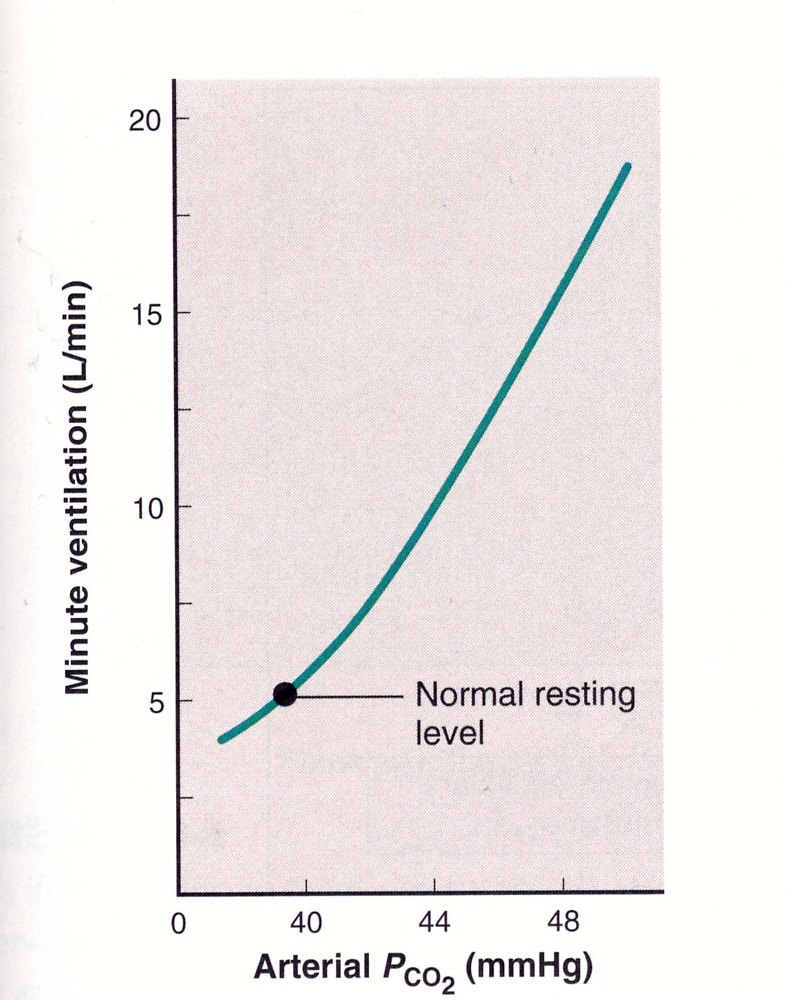 20
15
10
5
Minute ventilation (L/min)
Normal resting
level
0 40 44 48
Arterial PCO2 (mmHg)